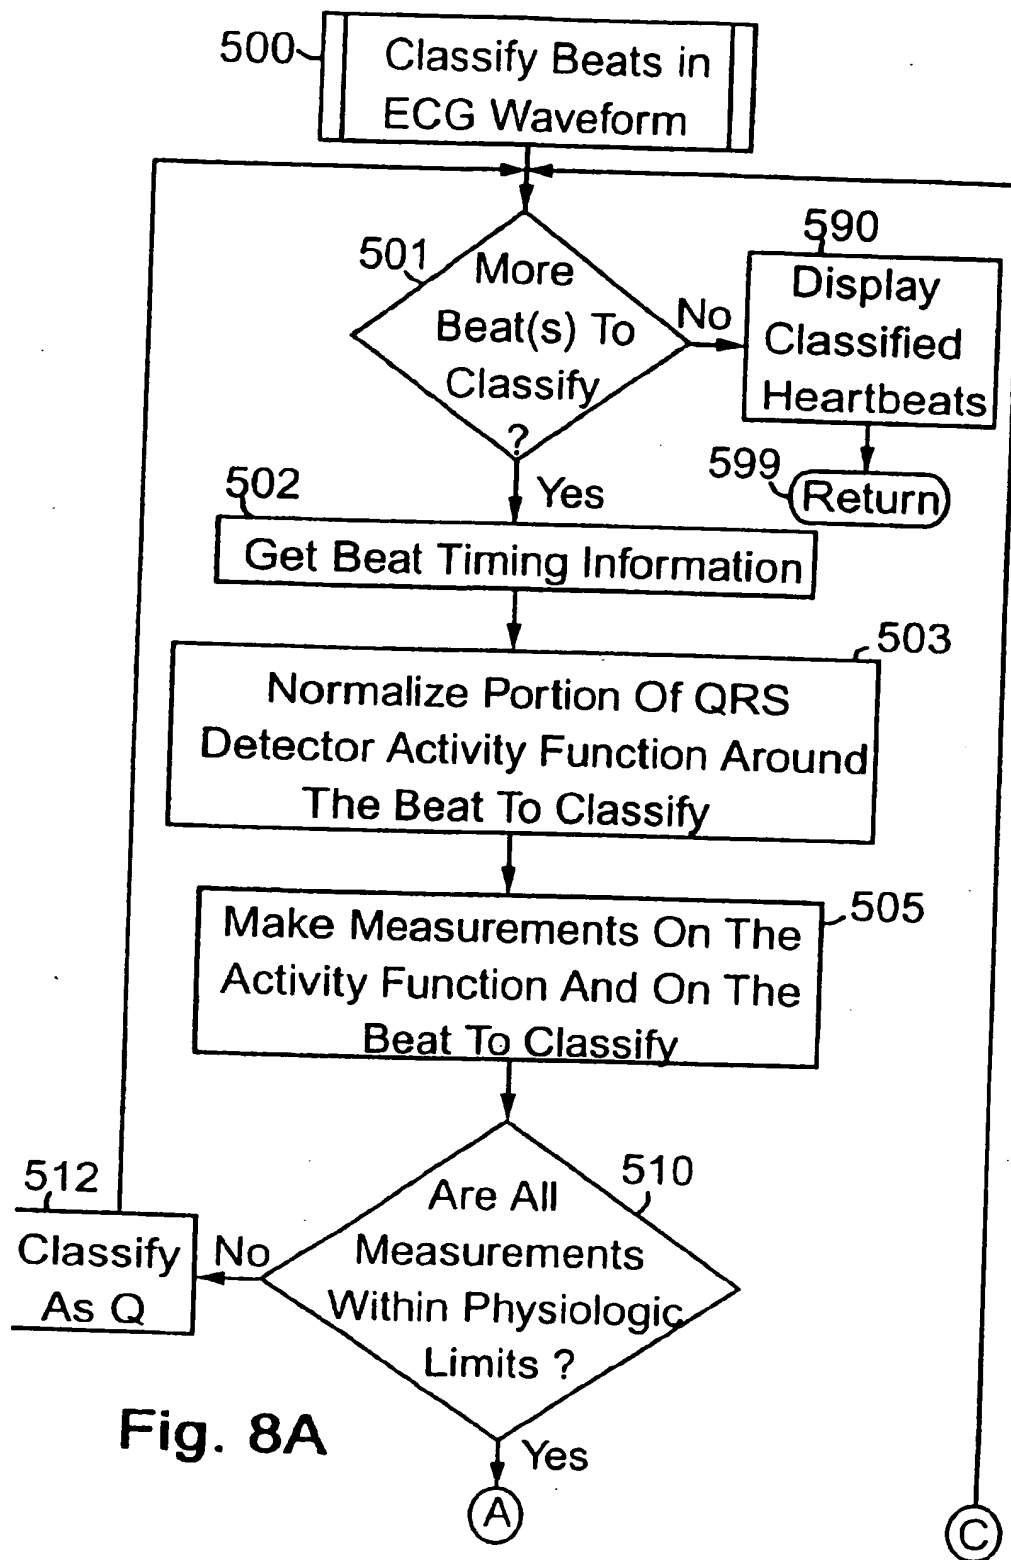 500
Classify Beats in
ECG Waveform
501
More
Beat(s) To
Classify
?
No
590
Display
Classified
Heartbeats
599
Return
Yes
502
Get Beat Timing Information
503
Normalize Portion Of QRS
Detector Activity Function Around
The Beat To Classify
505
Make Measurements On The
Activity Function And On The
Beat To Classify
510
Are All
Measurements
Within Physiologic
Limits ?
No
512
Classify
As Q
Yes
A
C
Fig. 8A